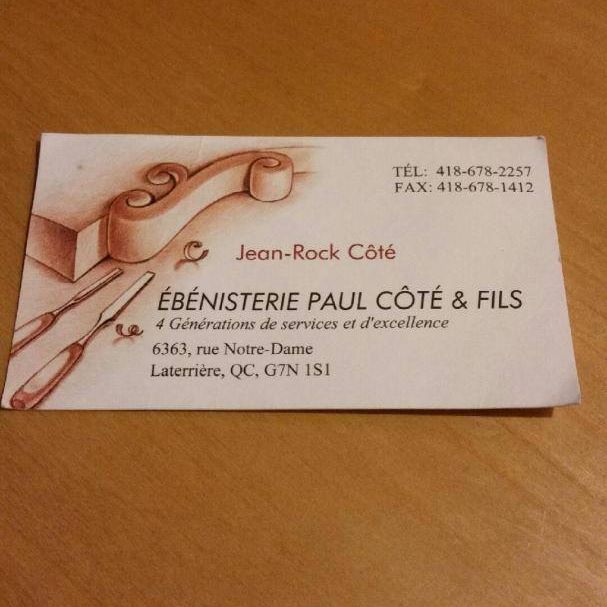 TÉL: 418-678-2257
FAX: 418-678-1412
Jean-Rock Côté
ÉBÉNISTERIE PAUL CÔTÉ & FILS
4 Générations de services et d'excellence
6363, rue Notre-Dame
Laterrière, QC, G7N 1S1